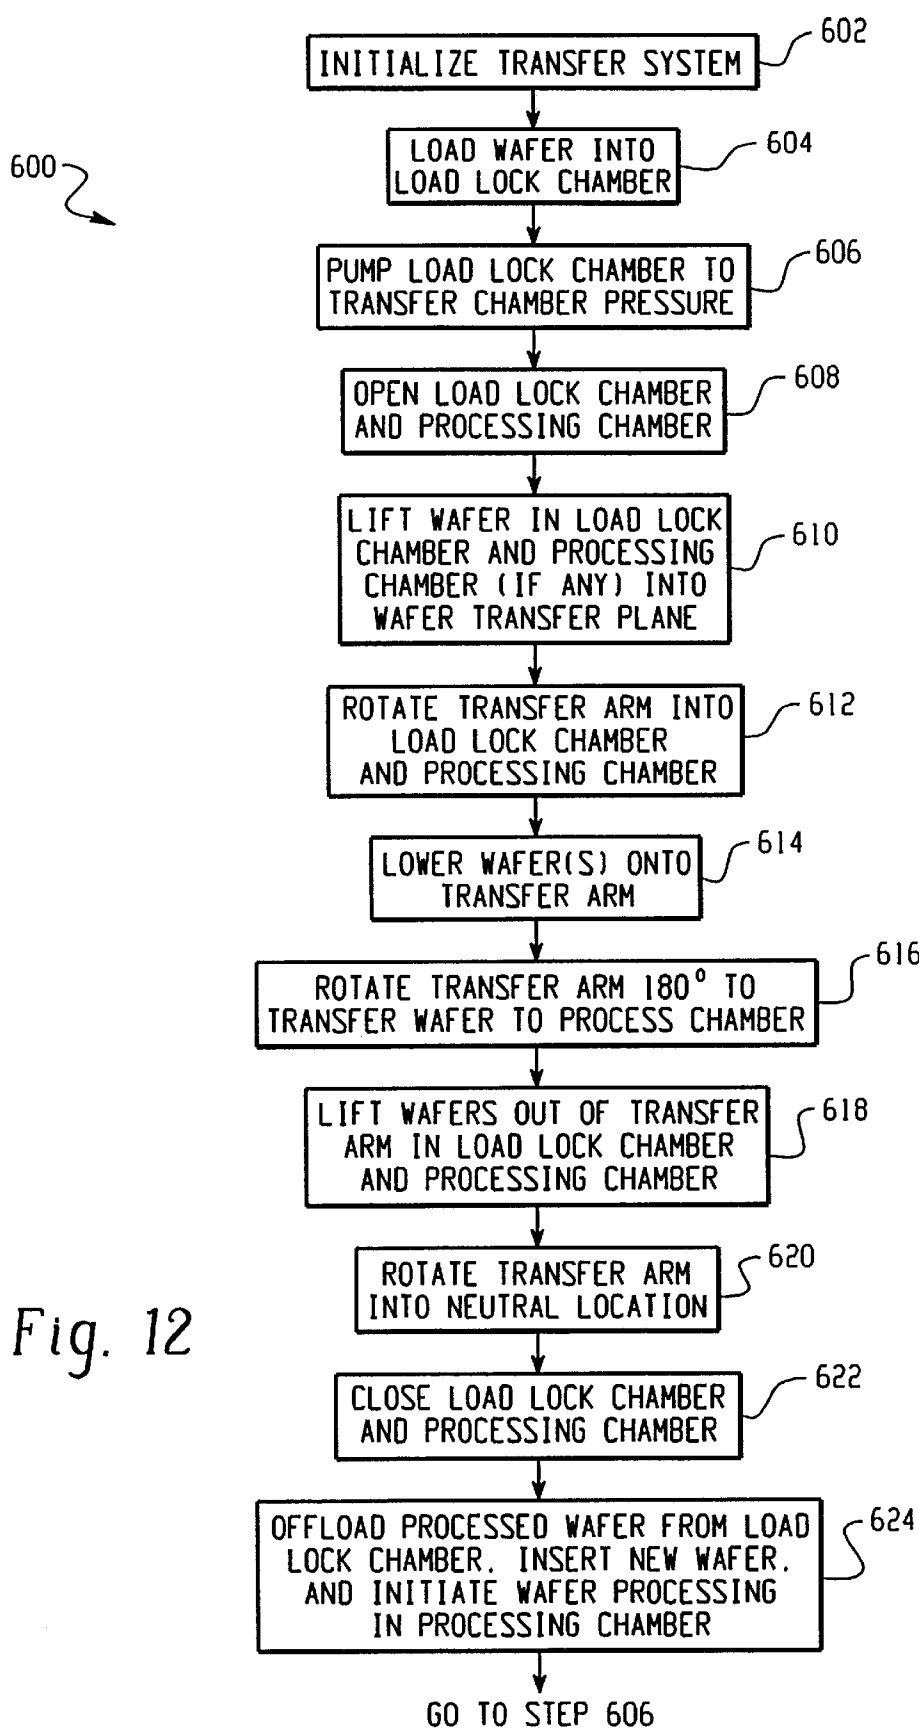 602
INITIALIZE TRANSFER SYSTEM
604
LOAD WAFER INTO
LOAD LOCK CHAMBER
600
606
PUMP LOAD LOCK CHAMBER TO
TRANSFER CHAMBER PRESSURE
608
OPEN LOAD LOCK CHAMBER
AND PROCESSING CHAMBER
610
LIFT WAFER IN LOAD LOCK
CHAMBER AND PROCESSING
CHAMBER (IF ANY) INTO
WAFER TRANSFER PLANE
612
ROTATE TRANSFER ARM INTO
LOAD LOCK CHAMBER
AND PROCESSING CHAMBER
614
LOWER WAFER(S) ONTO
TRANSFER ARM
616
ROTATE TRANSFER ARM 180° TO
TRANSFER WAFER TO PROCESS CHAMBER
618
LIFT WAFERS OUT OF TRANSFER
ARM IN LOAD LOCK CHAMBER
AND PROCESSING CHAMBER
620
ROTATE TRANSFER ARM
INTO NEUTRAL LOCATION
Fig. 12
622
CLOSE LOAD LOCK CHAMBER
AND PROCESSING CHAMBER
624
OFFLOAD PROCESSED WAFER FROM LOAD
LOCK CHAMBER. INSERT NEW WAFER.
AND INITIATE WAFER PROCESSING
IN PROCESSING CHAMBER
GO TO STEP 606